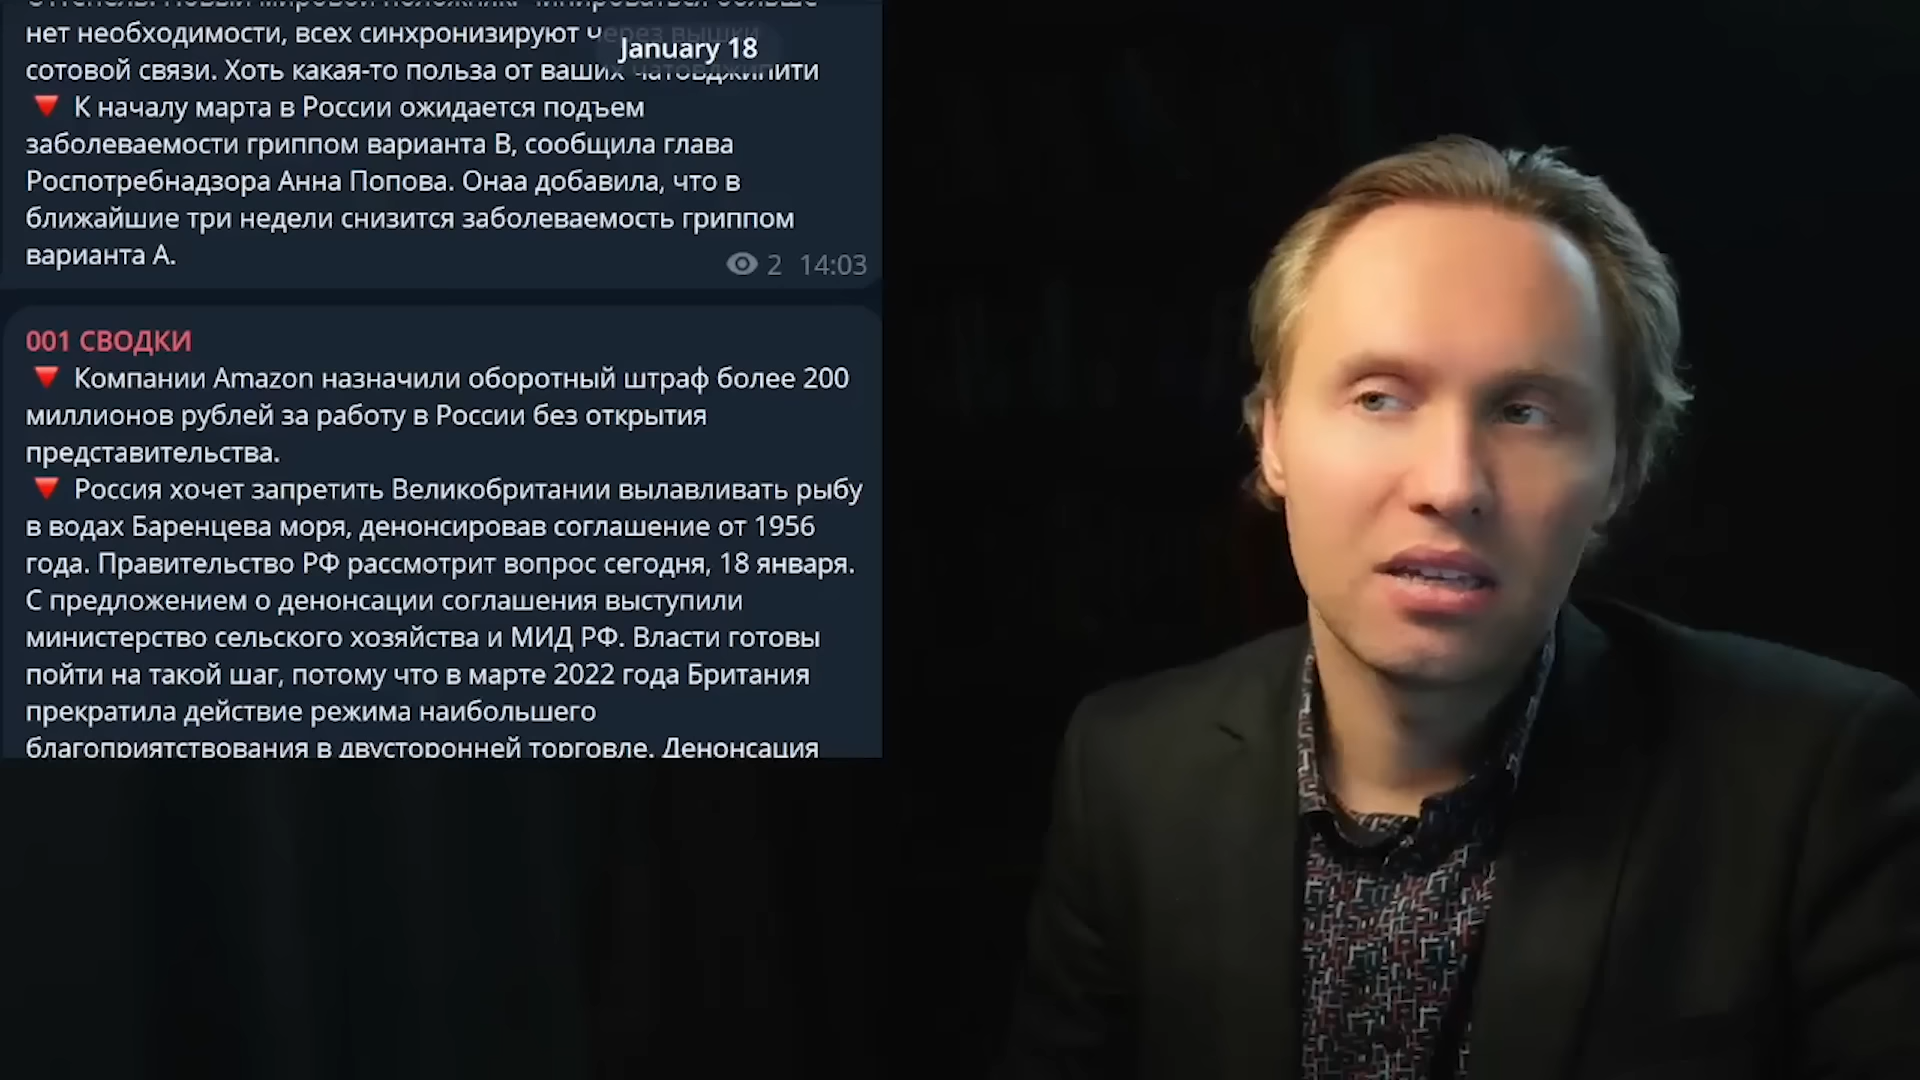 нет необходимости, всех синхронизируют через вышки
January 18
сотовой связи. Хоть какая-то польза от ваших чатовджипити
🔻 К началу марта в России ожидается подъем
заболеваемости гриппом варианта В, сообщила глава
Роспотребнадзора Анна Попова. Онаа добавила, что в
ближайшие три недели снизится заболеваемость гриппом
варианта А.
2 14:03
001 СВОДКИ
🔻 Компании Amazon назначили оборотный штраф более 200
миллионов рублей за работу в России без открытия
представительства.
🔻 Россия хочет запретить Великобритании вылавливать рыбу
в водах Баренцева моря, денонсировав соглашение от 1956
года. Правительство РФ рассмотрит вопрос сегодня, 18 января.
С предложением о денонсации соглашения выступили
министерство сельского хозяйства и МИД РФ. Власти готовы
пойти на такой шаг, потому что в марте 2022 года Британия
прекратила действие режима наибольшего
благоприятствования в двусторонней торговле. Денонсация